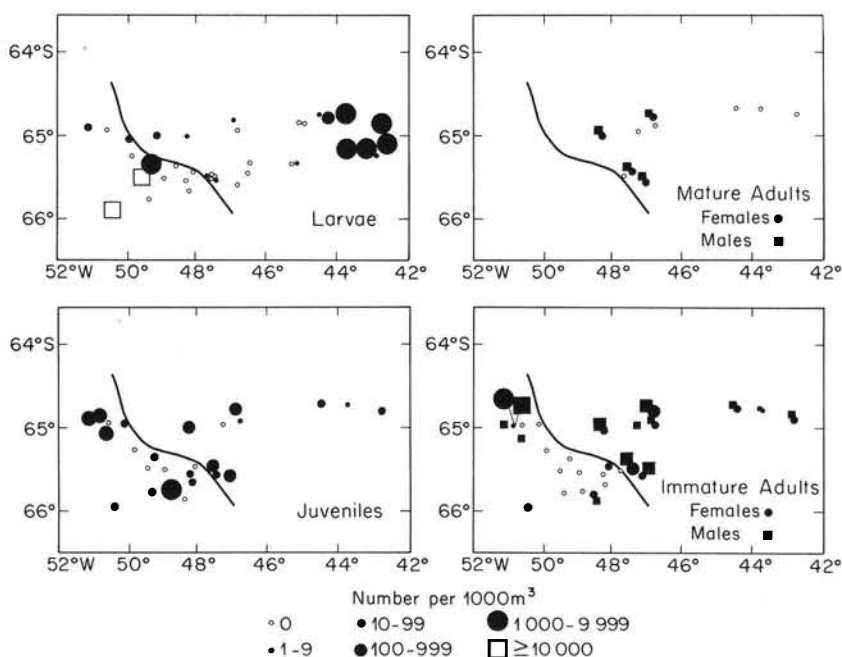 64°S
65°
66°
52°W 50° 48° 46° 44° 42°
Larvae
64°S
65°
66°
52°W 50° 48° 46° 44° 42°
Mature Adults
Females ●
Males ■
64°S
65°
66°
52°W 50° 48° 46° 44° 42°
Juveniles
64°S
65°
66°
52°W 50° 48° 46° 44° 42°
Immature Adults
Females ●
Males ■
Number per 1000m³
○ 0 ● 10-99 ● 1 000-9 999
● 1-9 ● 100-999 □ ≥10 000